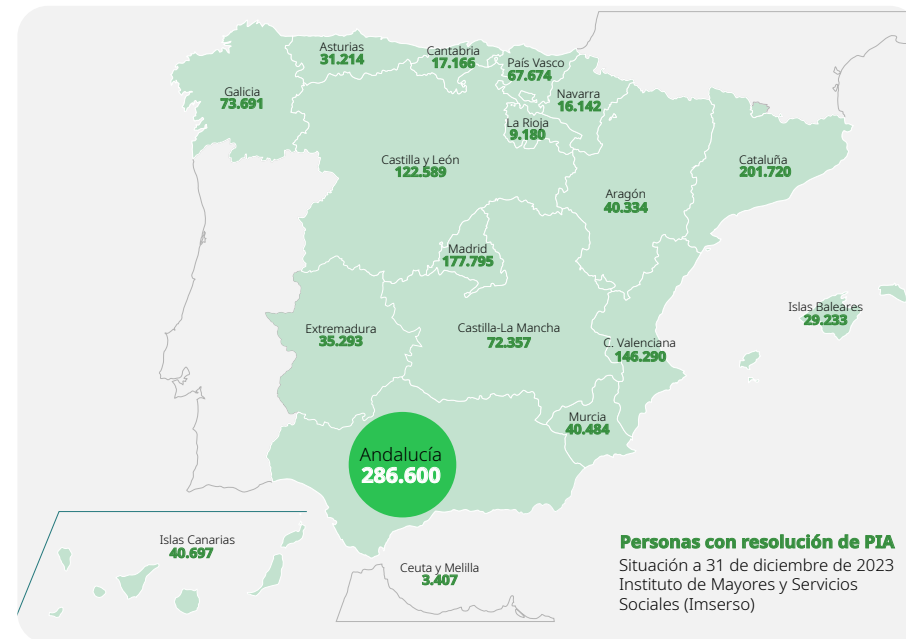 Asturias
31.214
Cantabria
17.166
País Vasco
67.674
Galicia
73.691
Navarra
16.142
La Rioja
9.180
Castilla y León
122.589
Cataluña
201.720
Aragón
40.334
Madrid
177.795
Islas Baleares
29.233
Extremadura
35.293
Castilla-La Mancha
72.357
C. Valenciana
146.290
Murcia
40.484
Andalucía
286.600
Islas Canarias
40.697
Ceuta y Melilla
3.407
Personas con resolución de PIA
Situación a 31 de diciembre de 2023
Instituto de Mayores y Servicios
Sociales (Imserso)